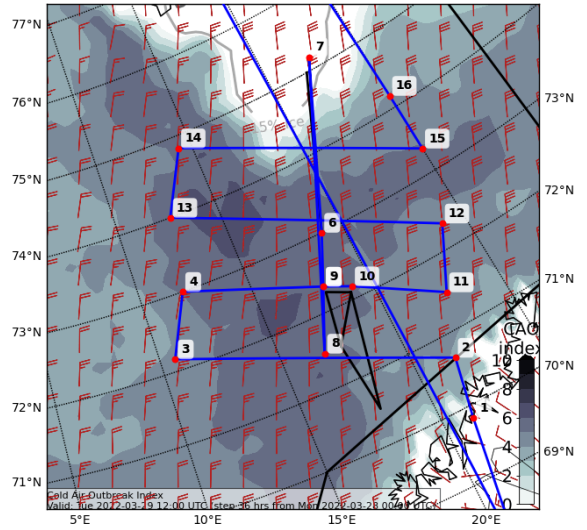 77°N
76°N
75°N
74°N
73°N
72°N
71°N
7
16
15
14
13
6
12
4
9
10
11
3
8
2
1
73°N
72°N
71°N
70°N
69°N
CAO
index
10
8
6
4
2
0
Cold Air Outbreak Index
Valid: Tue 2022-03-29 12:00 UTC (step 36 hrs from Mon 2022-03-28 00:00 UTC)
5°E
10°E
15°E
20°E